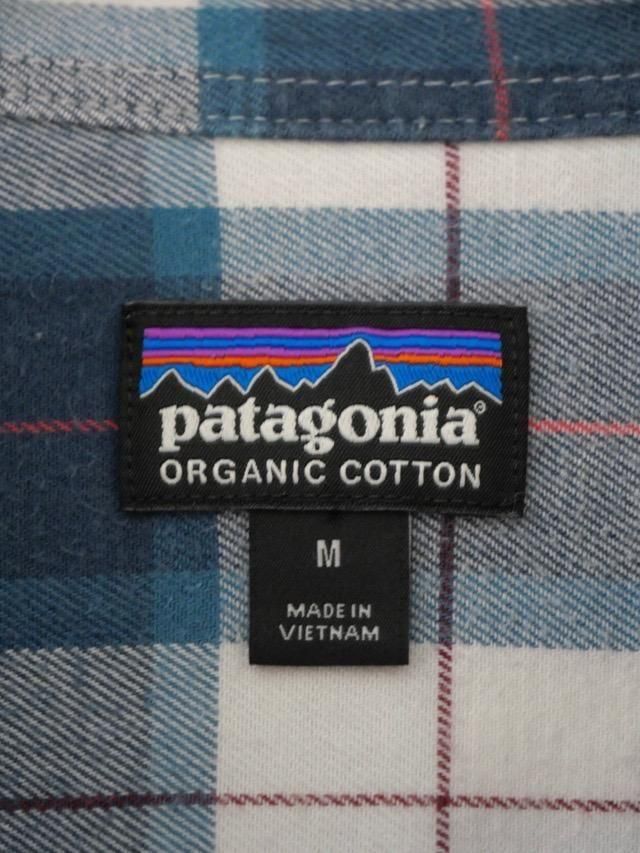 patagonia®
ORGANIC COTTON
M
MADE IN
VIETNAM